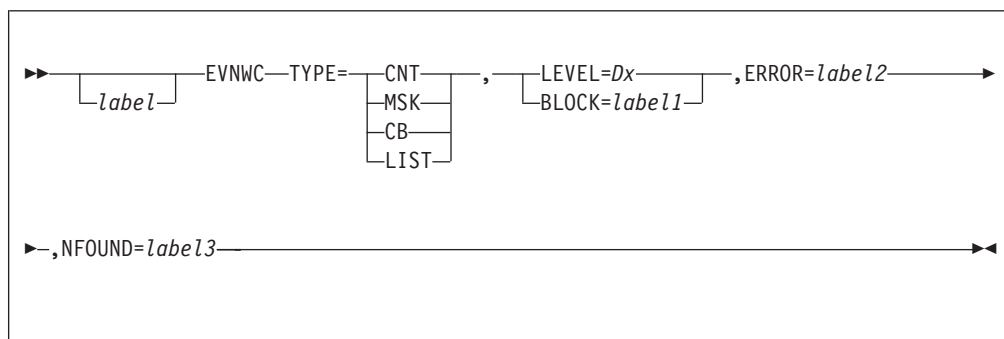 EVNWC TYPE= CNT , LEVEL=Dx ,ERROR=label2
label MSK BLOCK=label1
CB
LIST
,NFOUND=label3